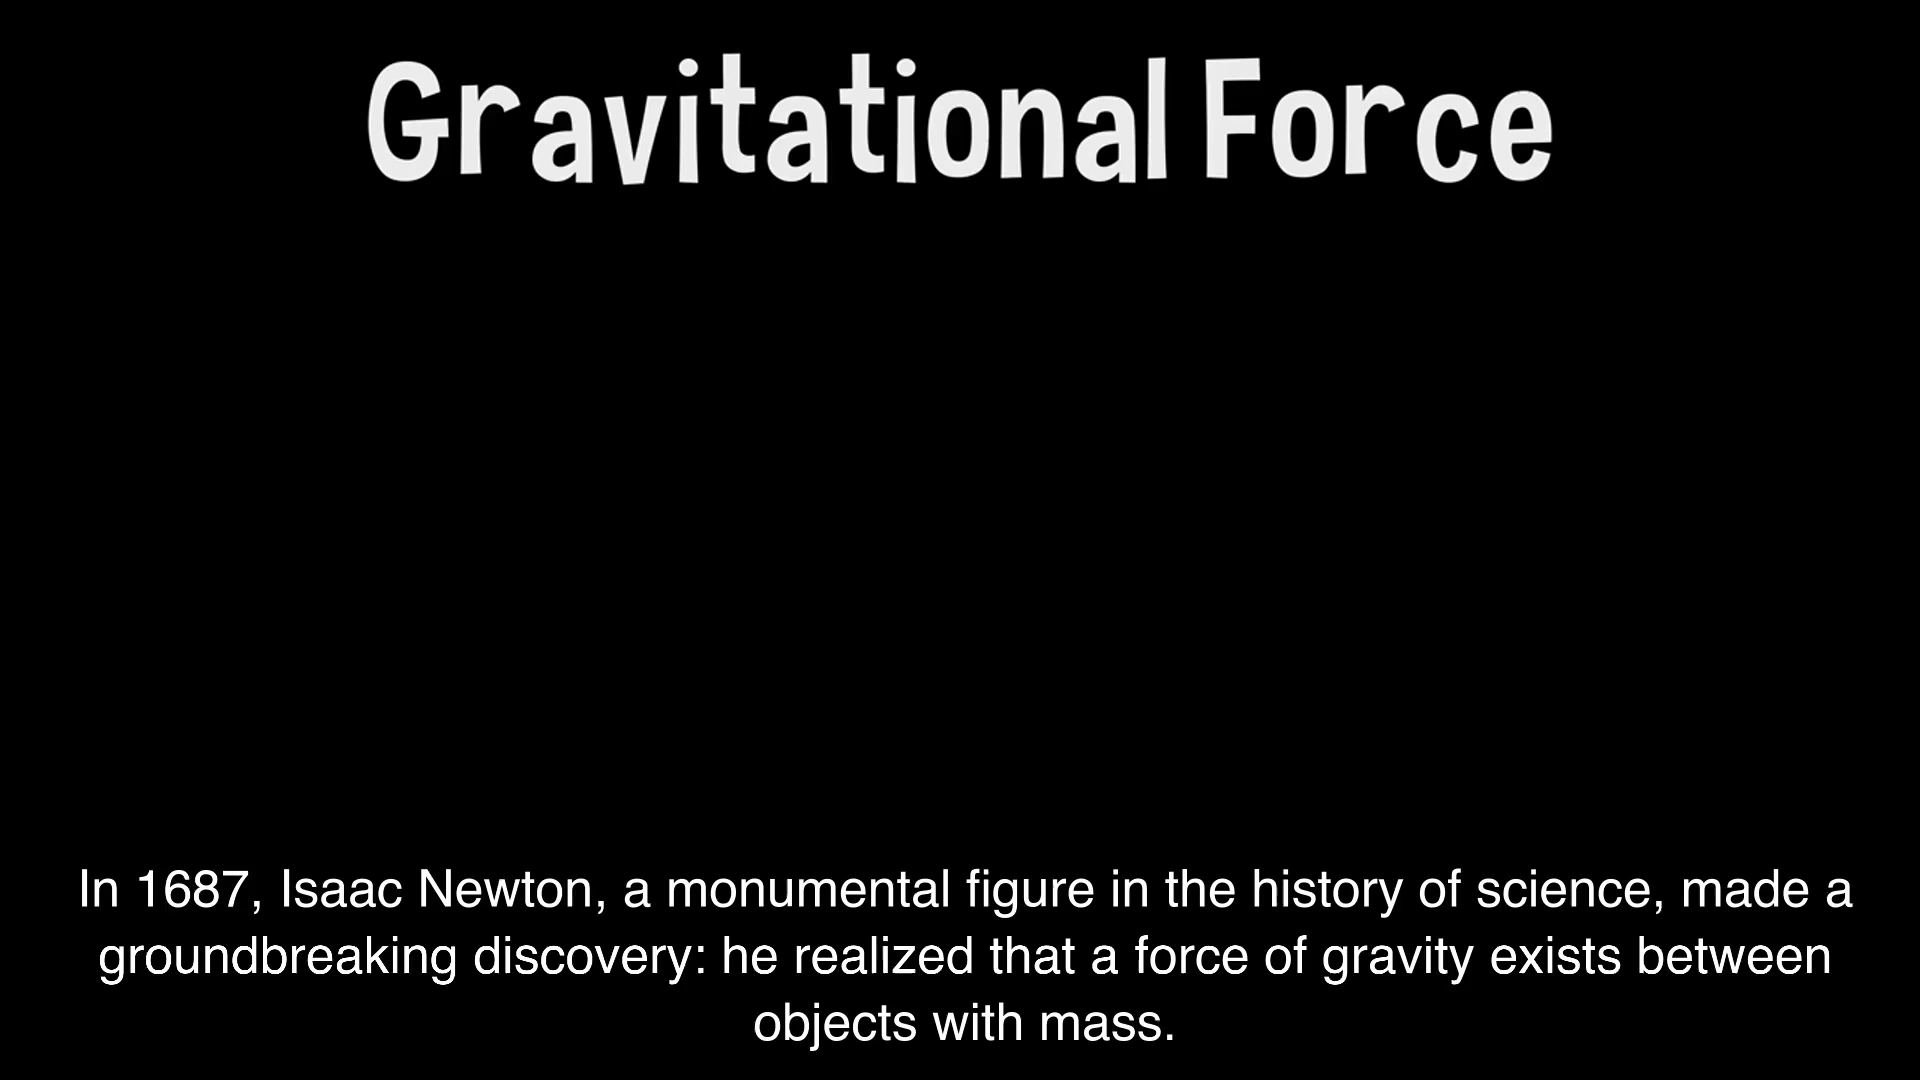 Gravitational Force
In 1687, Isaac Newton, a monumental figure in the history of science, made a
groundbreaking discovery: he realized that a force of gravity exists between
objects with mass.